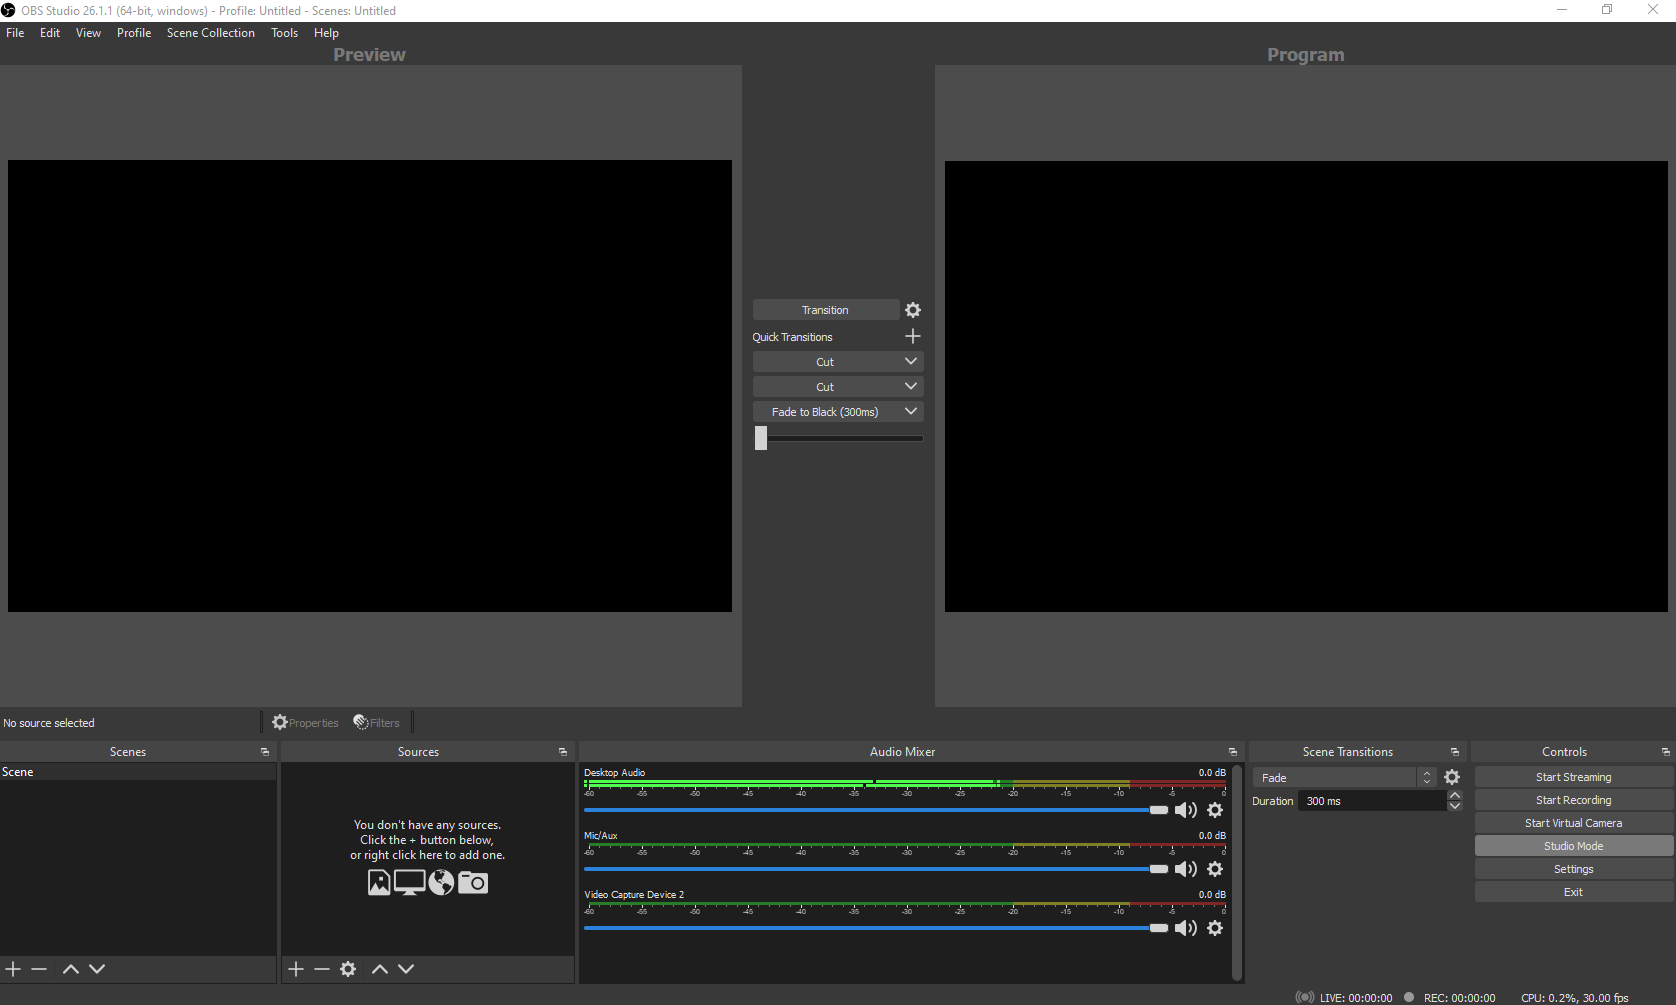 OBS Studio 26.1.1 (64-bit, windows) - Profile: Untitled - Scenes: Untitled
File Edit View Profile Scene Collection Tools Help
Preview
Program
Transition
Quick Transitions
Cut
Cut
Fade to Black (300ms)
No source selected
Properties
Filters
Scenes
Scene
Sources
You don't have any sources.
Click the + button below,
or right click here to add one.
Audio Mixer
Desktop Audio 0.0 dB
-60 -55 -50 -45 -40 -35 -30 -25 -20 -15 -10 -5 0
Mic/Aux 0.0 dB
-60 -55 -50 -45 -40 -35 -30 -25 -20 -15 -10 -5 0
Video Capture Device 2 0.0 dB
-60 -55 -50 -45 -40 -35 -30 -25 -20 -15 -10 -5 0
Scene Transitions
Fade
Duration 300 ms
Controls
Start Streaming
Start Recording
Start Virtual Camera
Studio Mode
Settings
Exit
LIVE: 00:00:00 REC: 00:00:00 CPU: 0.2%, 30.00 fps